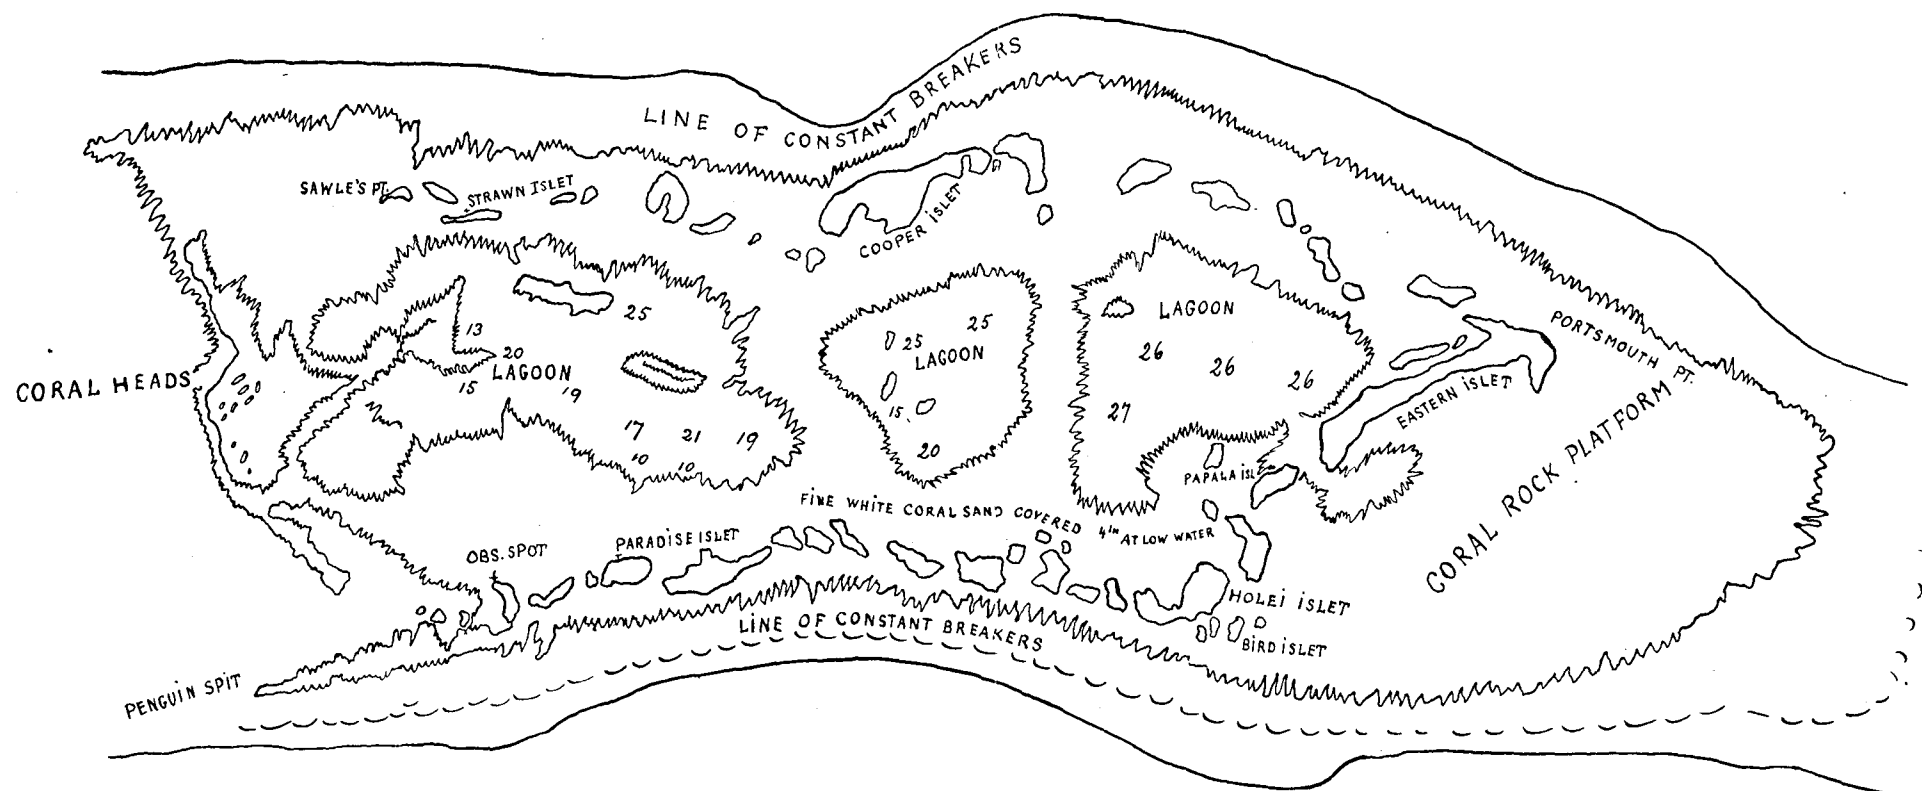 LINE OF CONSTANT BREAKERS
SAWLE'S PT.
STRAWN ISLET
COOPER ISLET
25
13
20
LAGOON
15
19
17
21
19
10
10
25
25
LAGOON
15
20
LAGOON
26
26
26
27
PORTSMOUTH PT.
CORAL HEADS
EASTERN ISLET
CORAL ROCK PLATFORM
PAPALA ISL.
FINE WHITE CORAL SAND COVERED 4IN AT LOW WATER
OBS. SPOT
PARADISE ISLET
HOLEI ISLET
LINE OF CONSTANT BREAKERS
BIRD ISLET
PENGUIN SPIT